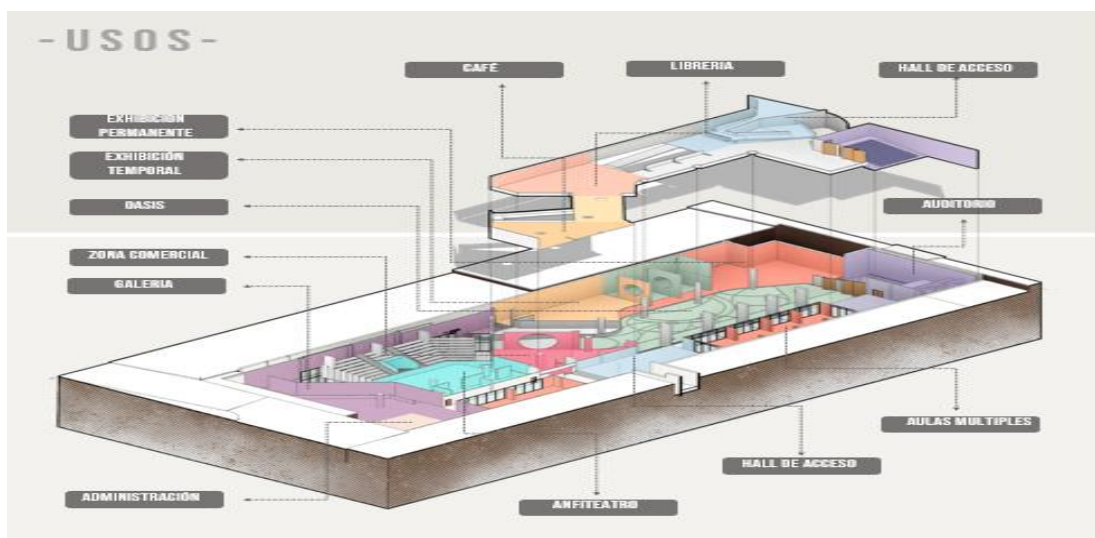 - USOS -
CAFÉ
LIBRERIA
HALL DE ACCESO
EXHIBICIÓN
PERMANENTE
EXHIBICIÓN
TEMPORAL
OASIS
AUDITORIO
ZONA COMERCIAL
GALERIA
AULAS MULTIPLES
HALL DE ACCESO
ADMINISTRACIÓN
ANFITEATRO